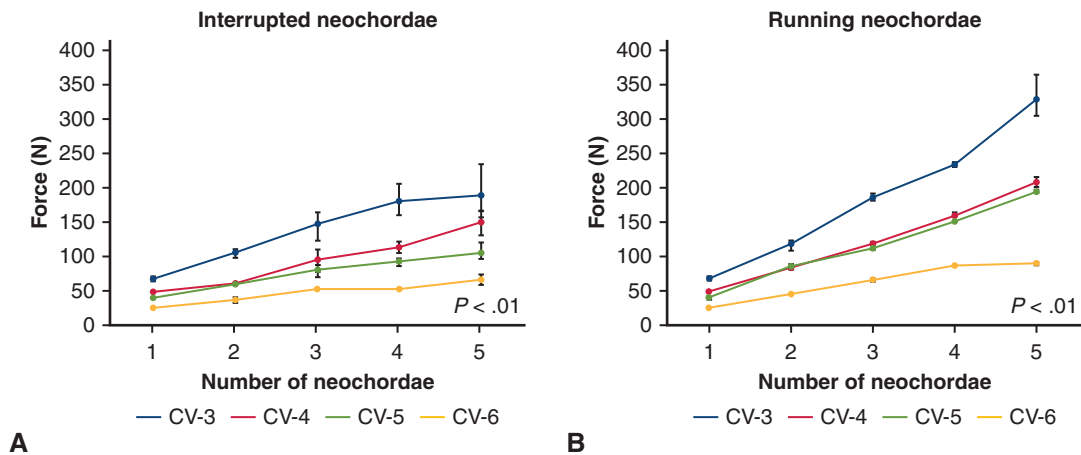 Interrupted neochordae
400
350
300
250
200
150
100
50
0
Force (N)
P < .01
1 2 3 4 5
Number of neochordae
CV-3 CV-4 CV-5 CV-6
A
Running neochordae
400
350
300
250
200
150
100
50
0
Force (N)
P < .01
1 2 3 4 5
Number of neochordae
CV-3 CV-4 CV-5 CV-6
B